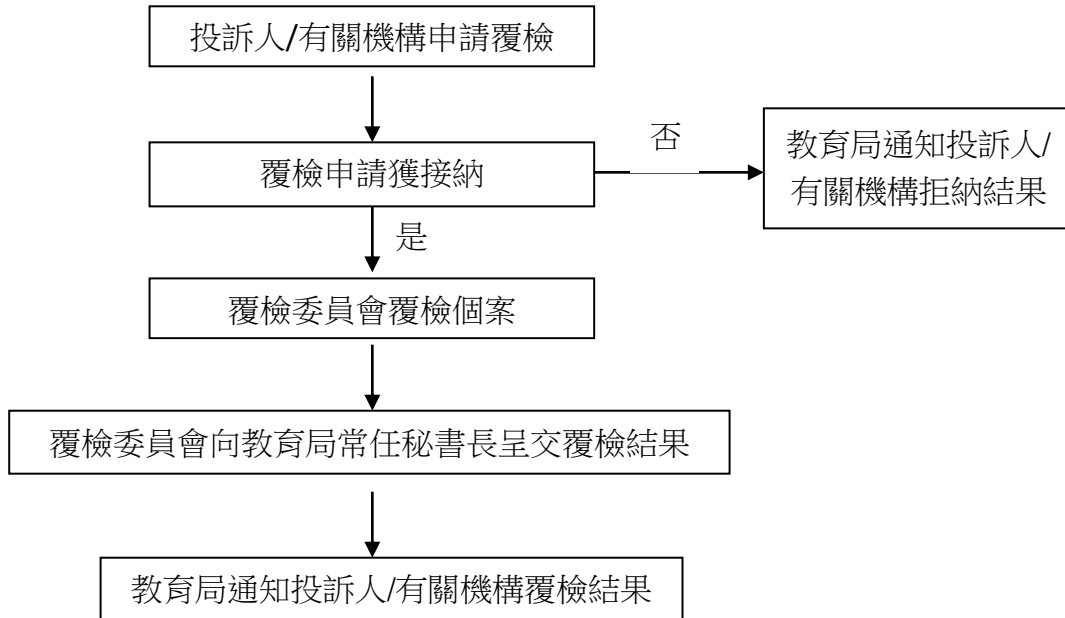 投訴人/有關機構申請覆檢
否
覆檢申請獲接納
教育局通知投訴人/
有關機構拒納結果
是
覆檢委員會覆檢個案
覆檢委員會向教育局常任秘書長呈交覆檢結果
教育局通知投訴人/有關機構覆檢結果